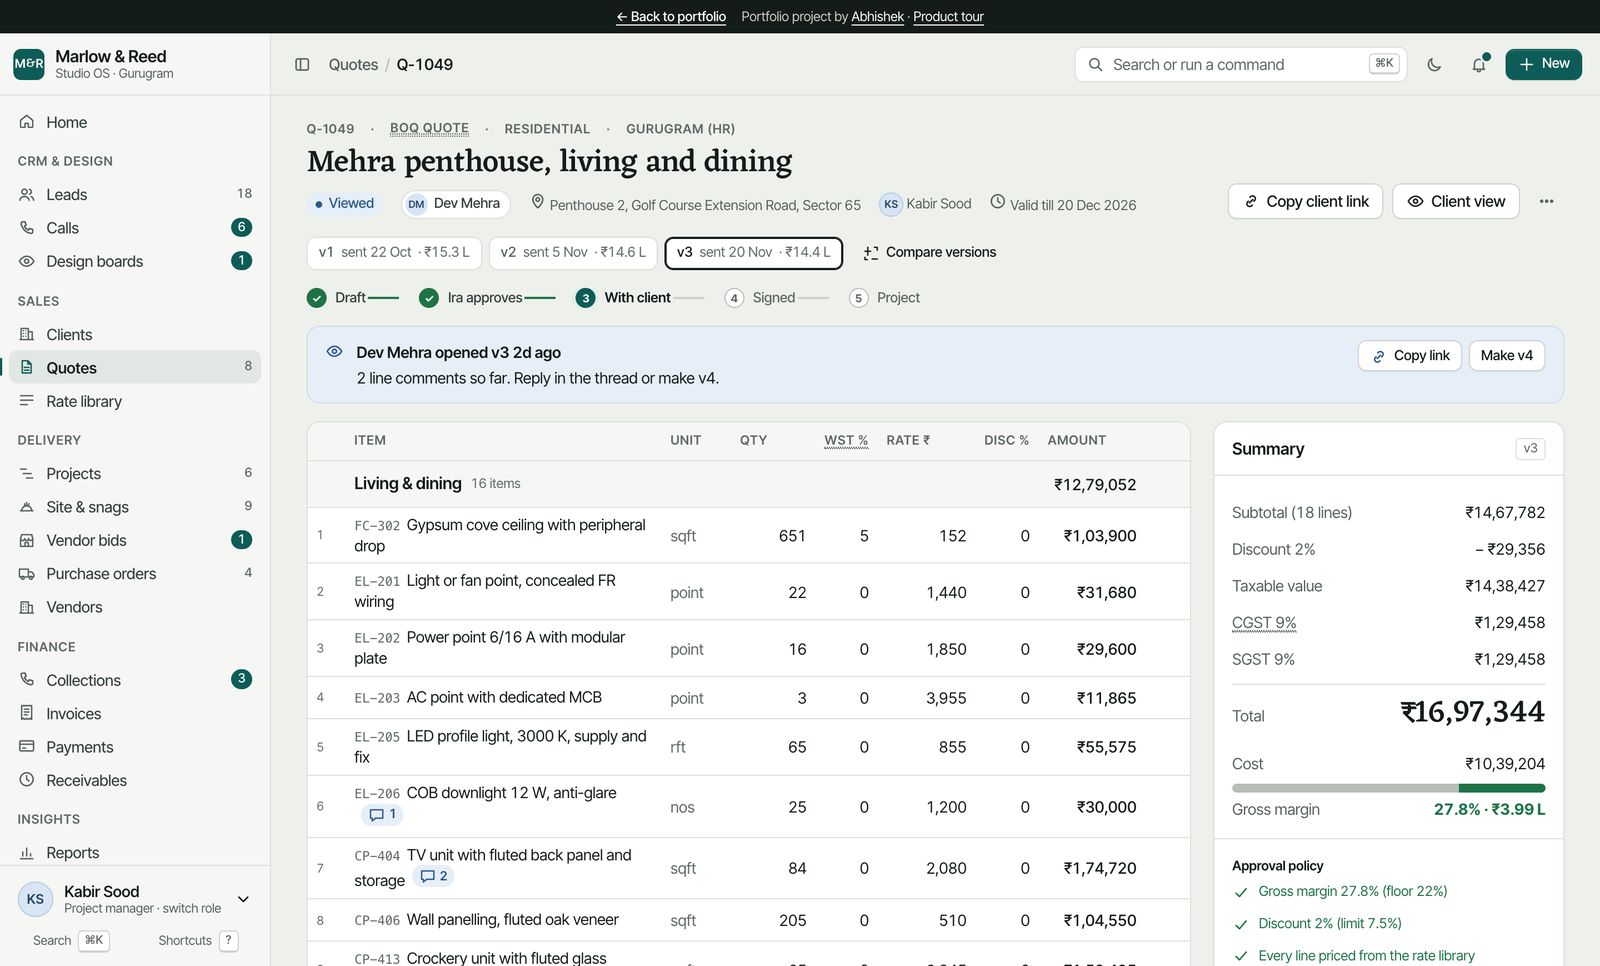 ← Back to portfolio Portfolio project by Abhishek · Product tour
M&R Marlow & Reed
Studio OS · Gurugram
Quotes / Q-1049
Search or run a command ⌘K
+ New
Home
CRM & DESIGN
Leads 18
Calls 6
Design boards 1
SALES
Clients
Quotes 8
Rate library
DELIVERY
Projects 6
Site & snags 9
Vendor bids 1
Purchase orders 4
Vendors
FINANCE
Collections 3
Invoices
Payments
Receivables
INSIGHTS
Reports
KS Kabir Sood
Project manager · switch role
Search ⌘K Shortcuts ?
Q-1049 · BOQ QUOTE · RESIDENTIAL · GURUGRAM (HR)
Mehra penthouse, living and dining
Viewed DM Dev Mehra Penthouse 2, Golf Course Extension Road, Sector 65 KS Kabir Sood Valid till 20 Dec 2026
Copy client link Client view
v1 sent 22 Oct · ₹15.3 L v2 sent 5 Nov · ₹14.6 L v3 sent 20 Nov · ₹14.4 L Compare versions
Draft Ira approves 3 With client 4 Signed 5 Project
Dev Mehra opened v3 2d ago
2 line comments so far. Reply in the thread or make v4.
Copy link Make v4
ITEM UNIT QTY WST % RATE ₹ DISC % AMOUNT
Living & dining 16 items ₹12,79,052
1 FC-302 Gypsum cove ceiling with peripheral
drop sqft 651 5 152 0 ₹1,03,900
2 EL-201 Light or fan point, concealed FR
wiring point 22 0 1,440 0 ₹31,680
3 EL-202 Power point 6/16 A with modular
plate point 16 0 1,850 0 ₹29,600
4 EL-203 AC point with dedicated MCB point 3 0 3,955 0 ₹11,865
5 EL-205 LED profile light, 3000 K, supply and
fix rft 65 0 855 0 ₹55,575
6 EL-206 COB downlight 12 W, anti-glare
1 nos 25 0 1,200 0 ₹30,000
7 CP-404 TV unit with fluted back panel and
storage 2 sqft 84 0 2,080 0 ₹1,74,720
8 CP-406 Wall panelling, fluted oak veneer sqft 205 0 510 0 ₹1,04,550
CP-413 Crockery unit with fluted glass
Summary v3
Subtotal (18 lines) ₹14,67,782
Discount 2% – ₹29,356
Taxable value ₹14,38,427
CGST 9% ₹1,29,458
SGST 9% ₹1,29,458
Total ₹16,97,344
Cost ₹10,39,204
Gross margin 27.8% · ₹3.99 L
Approval policy
Gross margin 27.8% (floor 22%)
Discount 2% (limit 7.5%)
Every line priced from the rate library